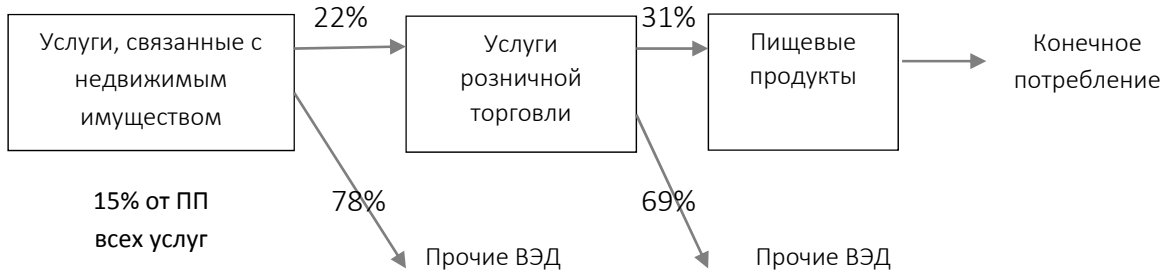 22%
31%
Услуги, связанные с
недвижимым
имуществом
Услуги
розничной
торговли
Пищевые
продукты
Конечное
потребление
15% от ПП
всех услуг
78%
69%
Прочие ВЭД
Прочие ВЭД